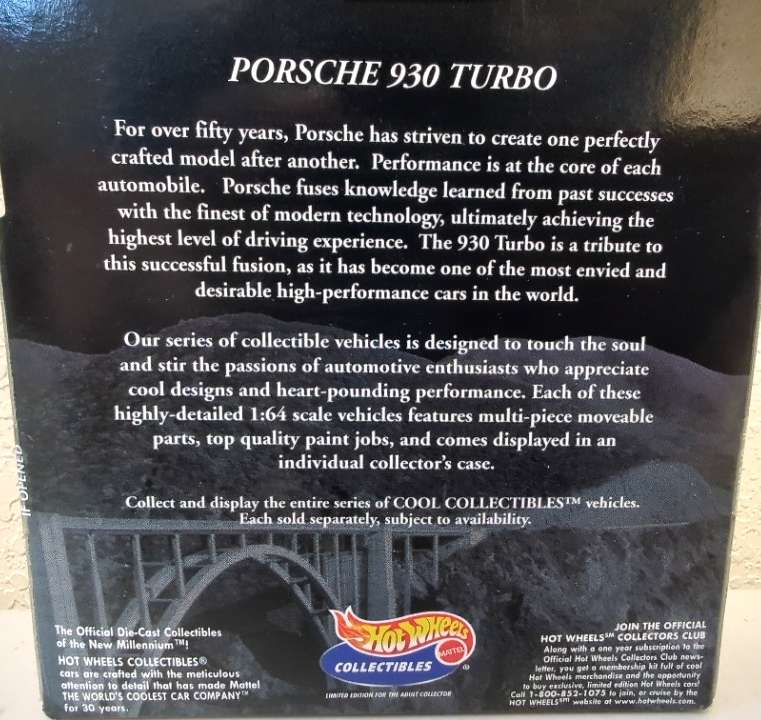 PORSCHE 930 TURBO
For over fifty years, Porsche has striven to create one perfectly
crafted model after another. Performance is at the core of each
automobile. Porsche fuses knowledge learned from past successes
with the finest of modern technology, ultimately achieving the
highest level of driving experience. The 930 Turbo is a tribute to
this successful fusion, as it has become one of the most envied and
desirable high-performance cars in the world.
Our series of collectible vehicles is designed to touch the soul
and stir the passions of automotive enthusiasts who appreciate
cool designs and heart-pounding performance. Each of these
highly-detailed 1:64 scale vehicles features multi-piece moveable
parts, top quality paint jobs, and comes displayed in an
individual collector's case.
Collect and display the entire series of COOL COLLECTIBLES™ vehicles.
Each sold separately, subject to availability.
IF OPENED
The Official Die-Cast Collectibles
of the New Millennium™!
HOT WHEELS COLLECTIBLES®
cars are crafted with the meticulous
attention to detail that has made Mattel
THE WORLD'S COOLEST CAR COMPANY™
for 30 years.
HOT WHEELS
MATTEL
COLLECTIBLES ®
LIMITED EDITION FOR THE ADULT COLLECTOR
JOIN THE OFFICIAL
HOT WHEELS℠ COLLECTORS CLUB
Along with a one year subscription to the
Official Hot Wheels Collectors Club news-
letter, you get a membership kit full of cool
Hot Wheels merchandise and the opportunity
to buy exclusive, limited edition Hot Wheels cars!
Call 1-800-852-1075 to join, or cruise by the
HOT WHEELS℠ website at www.hotwheels.com.